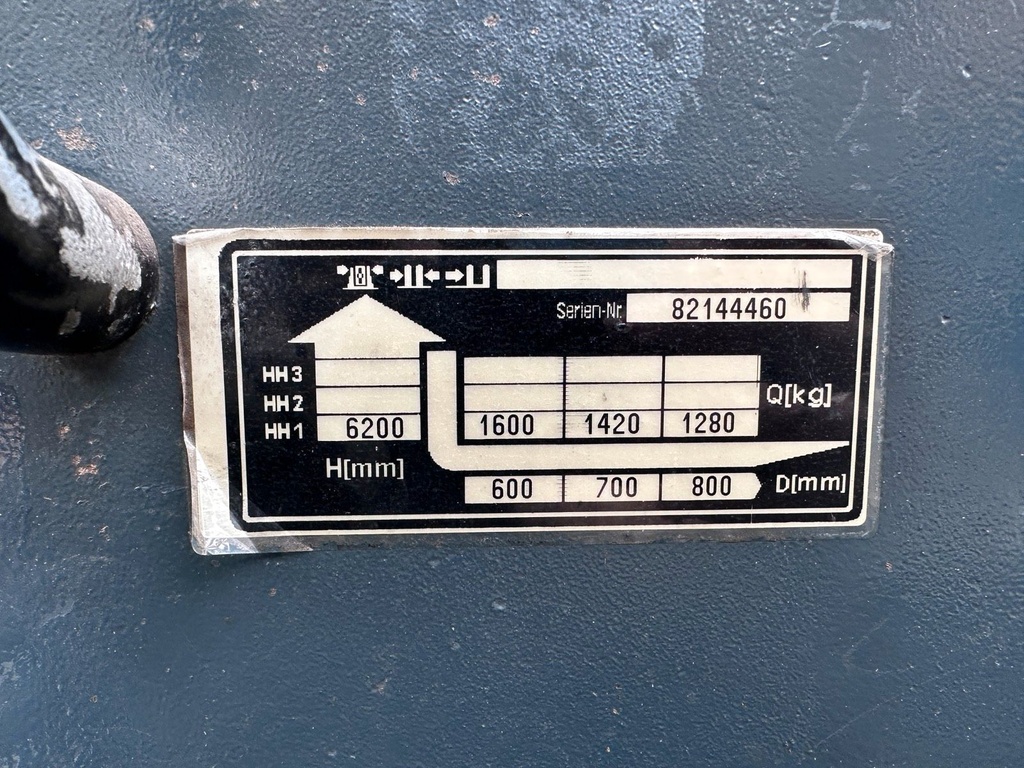 Serien-Nr. 82144460
HH3
HH2 Q[kg]
HH1 6200 1600 1420 1280
H[mm]
600 700 800 D[mm]